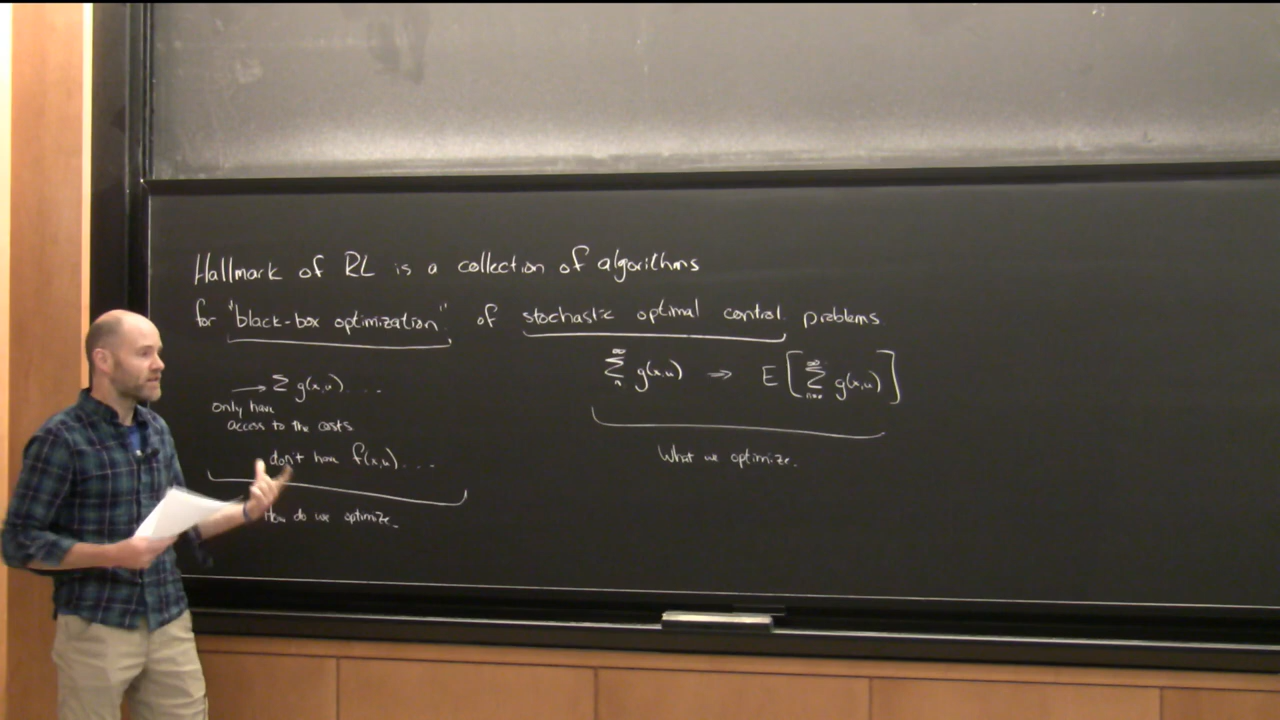 Hallmark of RL is a collection of algorithms
for "black-box optimization" of stochastic optimal control problems
→ Σ g(x,u)....
only have
access to the costs.
don't have f(x,u)....
How do we optimize.
∞ Σ n g(x,u) ⇒ E[∞ Σ n=0 g(x,u)]
What we optimize.